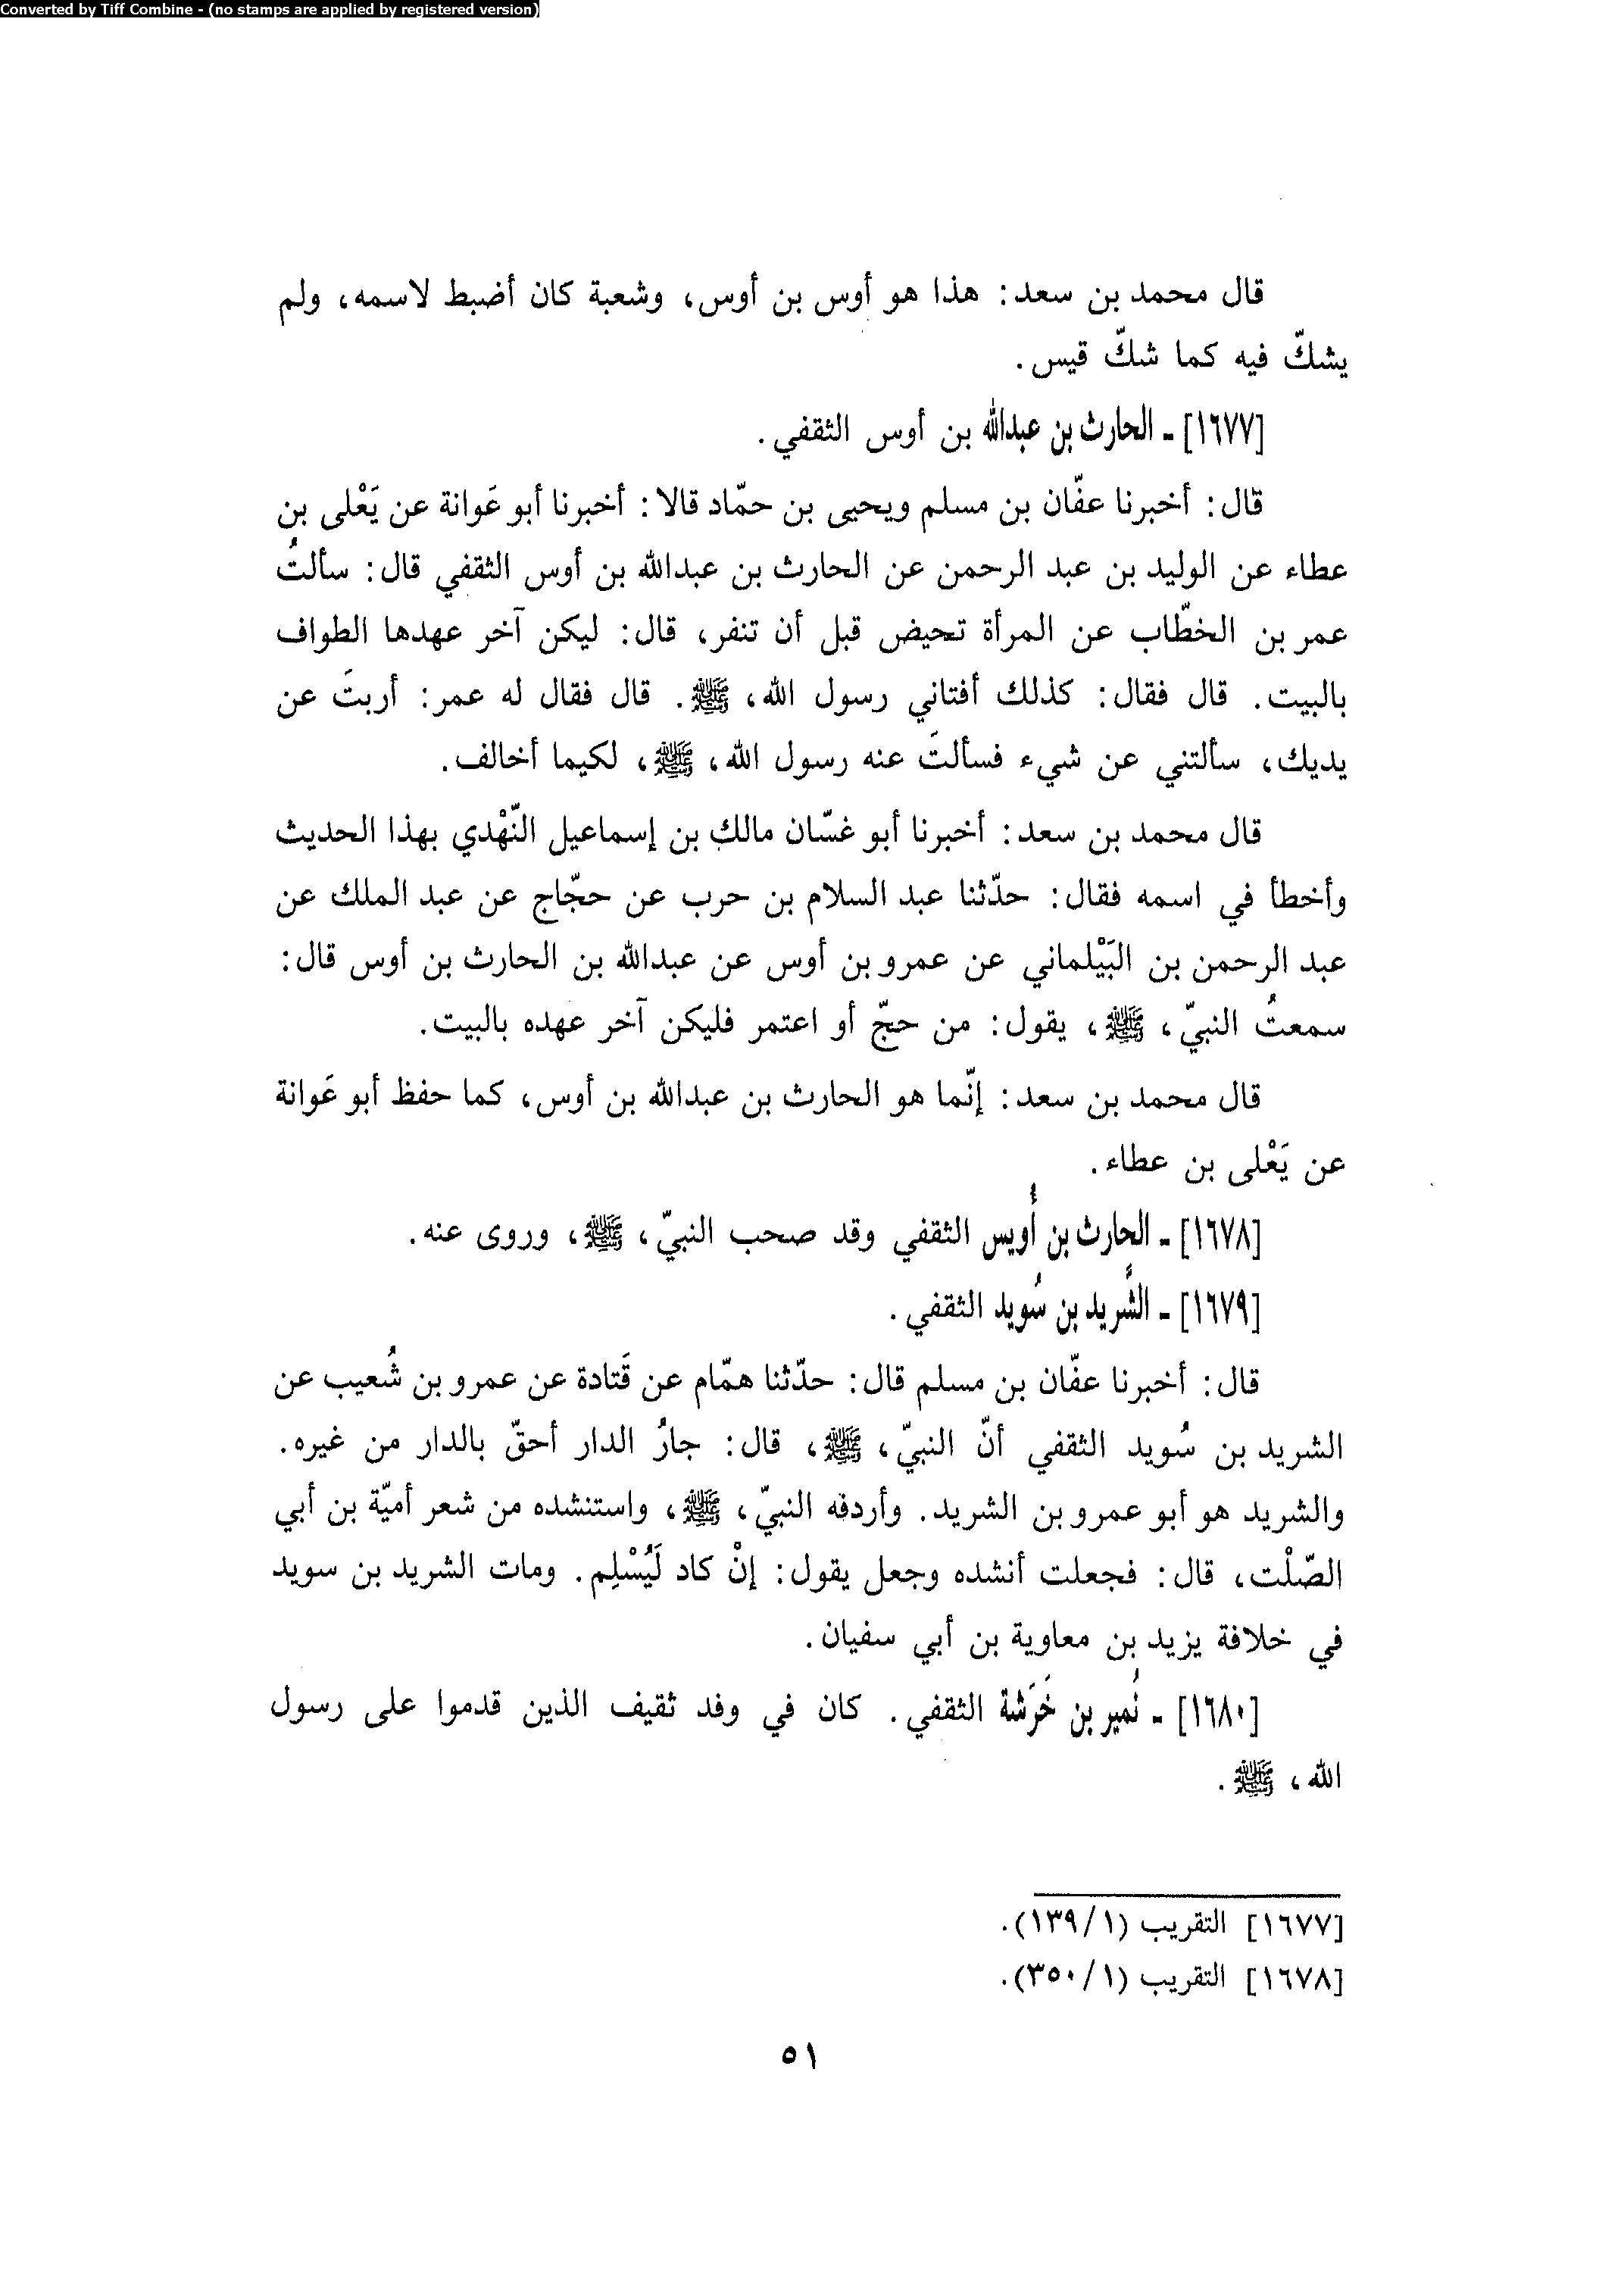 Converted by Tiff Combine - (no stamps are applied by registered version)
قال محمد بن سعد: هذا هو أوس بن أوس، وشعبة كان أضبط لاسمه، ولم
يشكّ فيه كما شكّ قيس.
[١٦٧٧] - الحارث بن عبدالله بن أوس الثقفي.
قال: أخبرنا عفّان بن مسلم ويحيى بن حمّاد قالا: أخبرنا أبو عَوانة عن يَعْلى بن
عطاء عن الوليد بن عبد الرحمن عن الحارث بن عبدالله بن أوس الثقفي قال: سألتُ
عمر بن الخطّاب عن المرأة تحيض قبل أن تنفر، قال: ليكن آخر عهدها الطواف
بالبيت. قال فقال: كذلك أفتاني رسول الله، ﷺ. قال فقال له عمر: أربتَ عن
يديك، سألتني عن شيء فسألتَ عنه رسول الله، ﷺ، لكيما أخالف.
قال محمد بن سعد: أخبرنا أبو غسّان مالك بن إسماعيل النّهْدي بهذا الحديث
وأخطأ في اسمه فقال: حدّثنا عبد السلام بن حرب عن حجّاج عن عبد الملك عن
عبد الرحمن بن البَيْلماني عن عمرو بن أوس عن عبدالله بن الحارث بن أوس قال:
سمعتُ النبيّ، ﷺ، يقول: من حجّ أو اعتمر فليكن آخر عهده بالبيت.
قال محمد بن سعد: إنّما هو الحارث بن عبدالله بن أوس، كما حفظ أبو عَوانة
عن يَعْلى بن عطاء.
[١٦٧٨] - الحارث بن أُويس الثقفي وقد صحب النبيّ، ﷺ، وروى عنه.
[١٦٧٩] - الشَّريد بن سُويد الثقفي.
قال: أخبرنا عفّان بن مسلم قال: حدّثنا همّام عن قَتادة عن عمرو بن شُعيب عن
الشريد بن سُويد الثقفي أنّ النبيّ، ﷺ، قال: جارُ الدار أحقّ بالدار من غيره.
والشريد هو أبو عمرو بن الشريد. وأردفه النبيّ، ﷺ، واستنشده من شعر أميّة بن أبي
الصّلْت، قال: فجعلت أنشده وجعل يقول: إنْ كاد لَيُسْلِم. ومات الشريد بن سويد
في خلافة يزيد بن معاوية بن أبي سفيان.
[١٦٨٠] - نُمير بن خَرَشة الثقفي. كان في وفد ثقيف الذين قدموا على رسول
الله، ﷺ.
[١٦٧٧] التقريب (١/١٣٩).
[١٦٧٨] التقريب (١/٣٥٠).
٥١